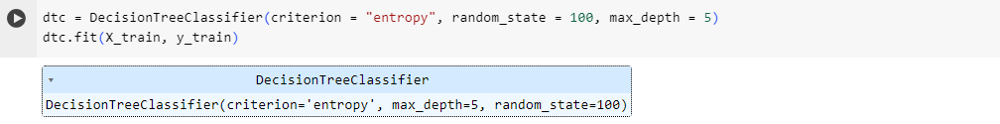 dtc = DecisionTreeClassifier(criterion = "entropy", random_state = 100, max_depth = 5)
dtc.fit(X_train, y_train)
DecisionTreeClassifier
DecisionTreeClassifier(criterion='entropy', max_depth=5, random_state=100)